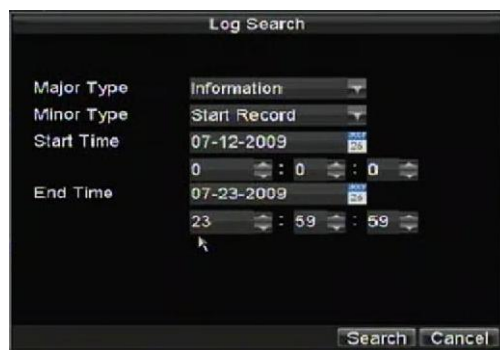 Log Search
Major Type Information
Minor Type Start Record
Start Time 07-12-2009
0 : 0 : 0
End Time 07-23-2009
23 : 59 : 59
Search Cancel